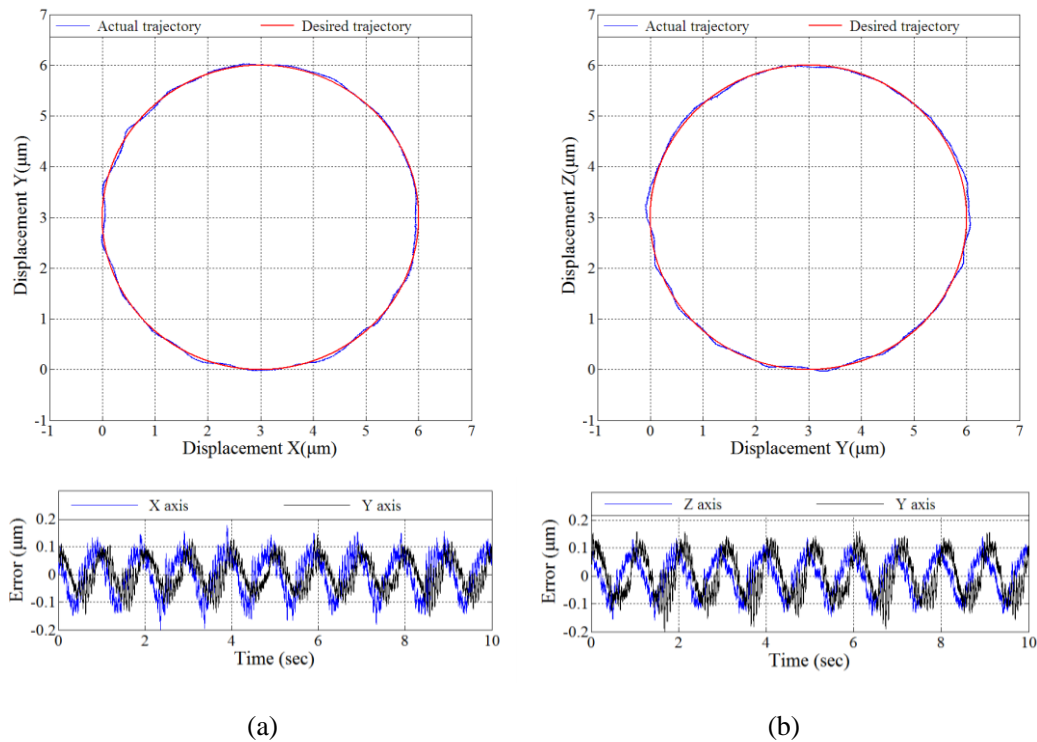 7
Actual trajectory Desired trajectory
6
5
4
3
2
1
0
-1
Displacement Y(μm)
-1 0 1 2 3 4 5 6 7
Displacement X(μm)
7
Actual trajectory Desired trajectory
6
5
4
3
2
1
0
-1
Displacement Z(μm)
-1 0 1 2 3 4 5 6 7
Displacement Y(μm)
X axis Y axis
0.2
0.1
0
-0.1
-0.2
Error (μm)
0 2 4 6 8 10
Time (sec)
Z axis Y axis
0.2
0.1
0
-0.1
-0.2
Error (μm)
0 2 4 6 8 10
Time (sec)
(a) (b)